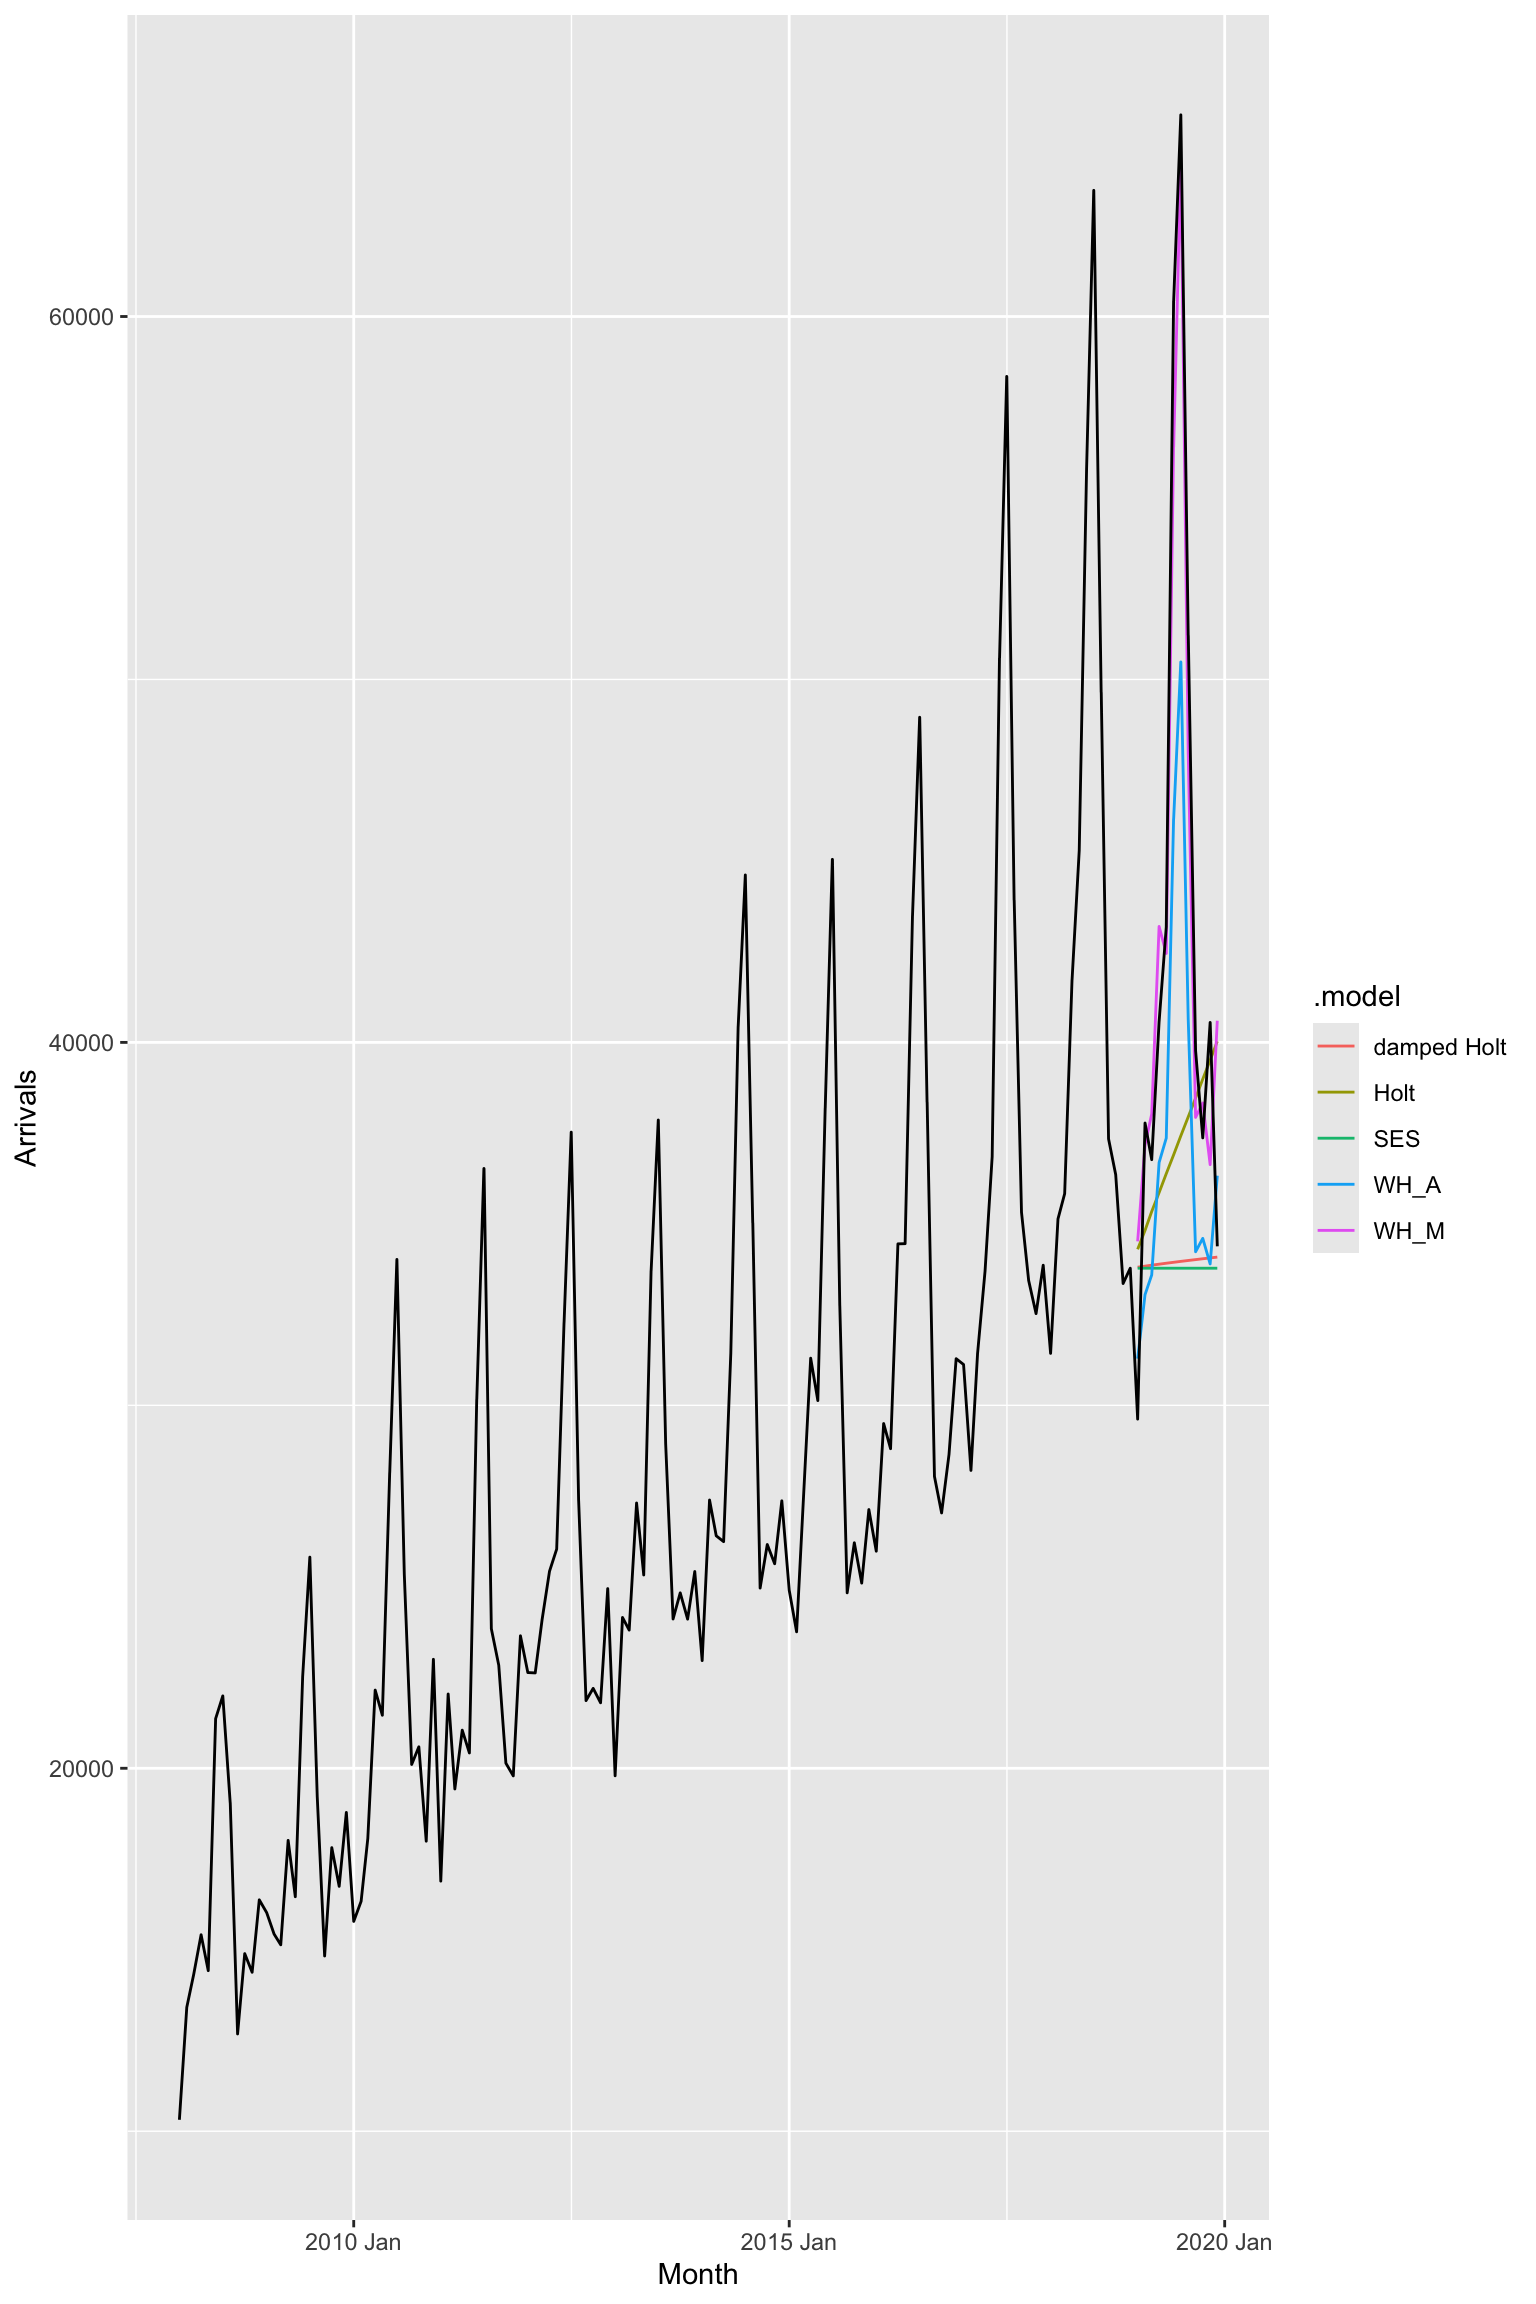 60000
40000
20000
Arrivals
2010 Jan
2015 Jan
2020 Jan
Month
.model
damped Holt
Holt
SES
WH_A
WH_M